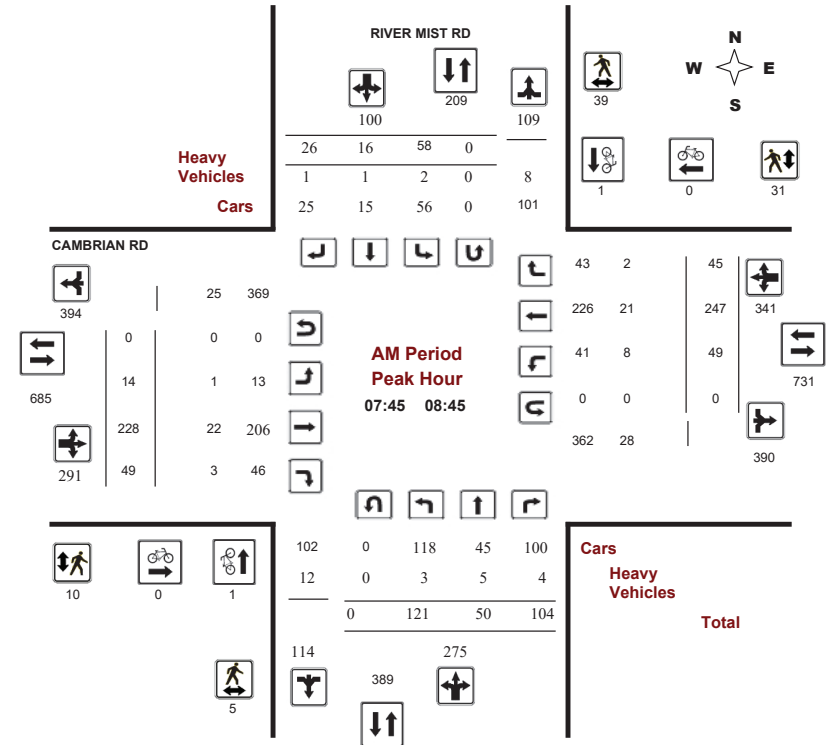 RIVER MIST RD
N
W E
S
209
39
100
109
26 16 58 0
Heavy
Vehicles
1 1 2 0 8
Cars
25 15 56 0 101
1 0 31
CAMBRIAN RD
394
25 369
43 2 45
341
226 21 247
0 0 0
685
14 1 13
41 8 49
731
228 22 206
0 0 0
291
49 3 46
362 28
390
AM Period
Peak Hour
07:45 08:45
102 0 118 45 100
Cars
12 0 3 5 4
Heavy
Vehicles
0 121 50 104
Total
10 0 1
114
275
389
5